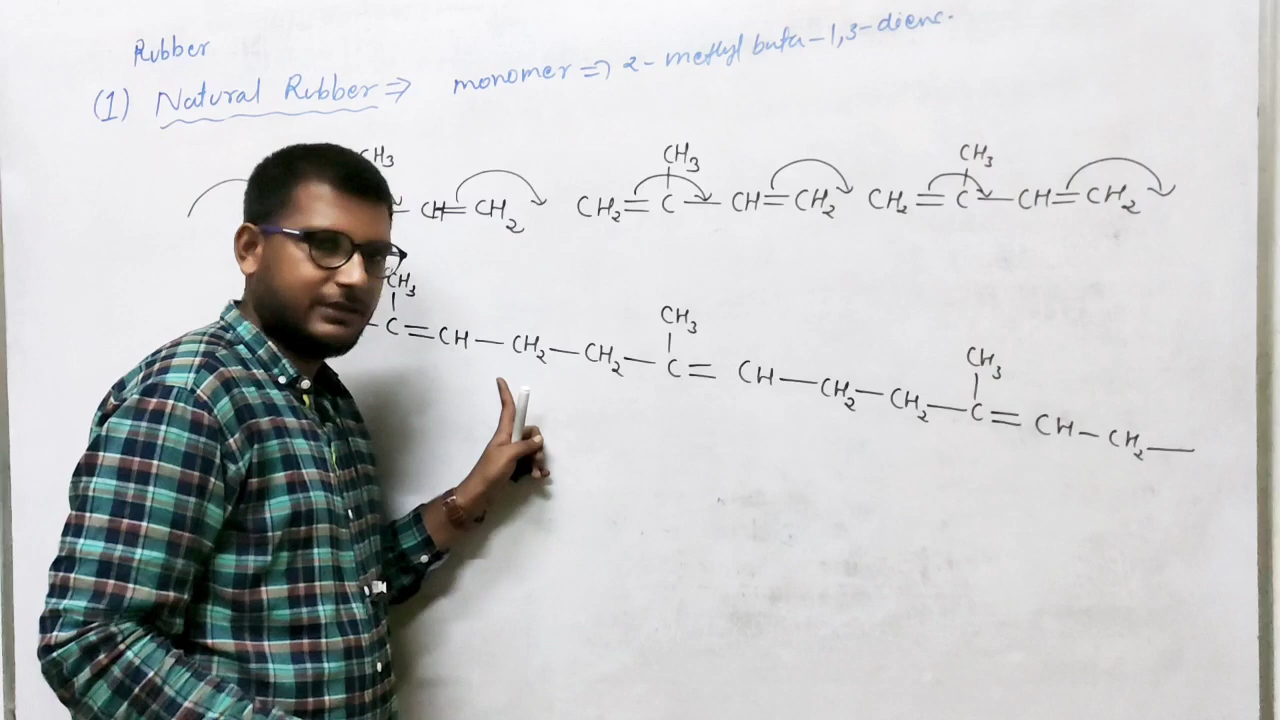 Rubber
(1) Natural Rubber ⇒ monomer ⇒ 2-methyl buta-1,3-diene.
CH3 CH3 CH3
— CH=CH2 CH2=C—CH=CH2 CH2=C—CH=CH2
CH3 CH3 CH3
—C=CH—CH2—CH2—C=CH—CH2—CH2—C=CH—CH2—